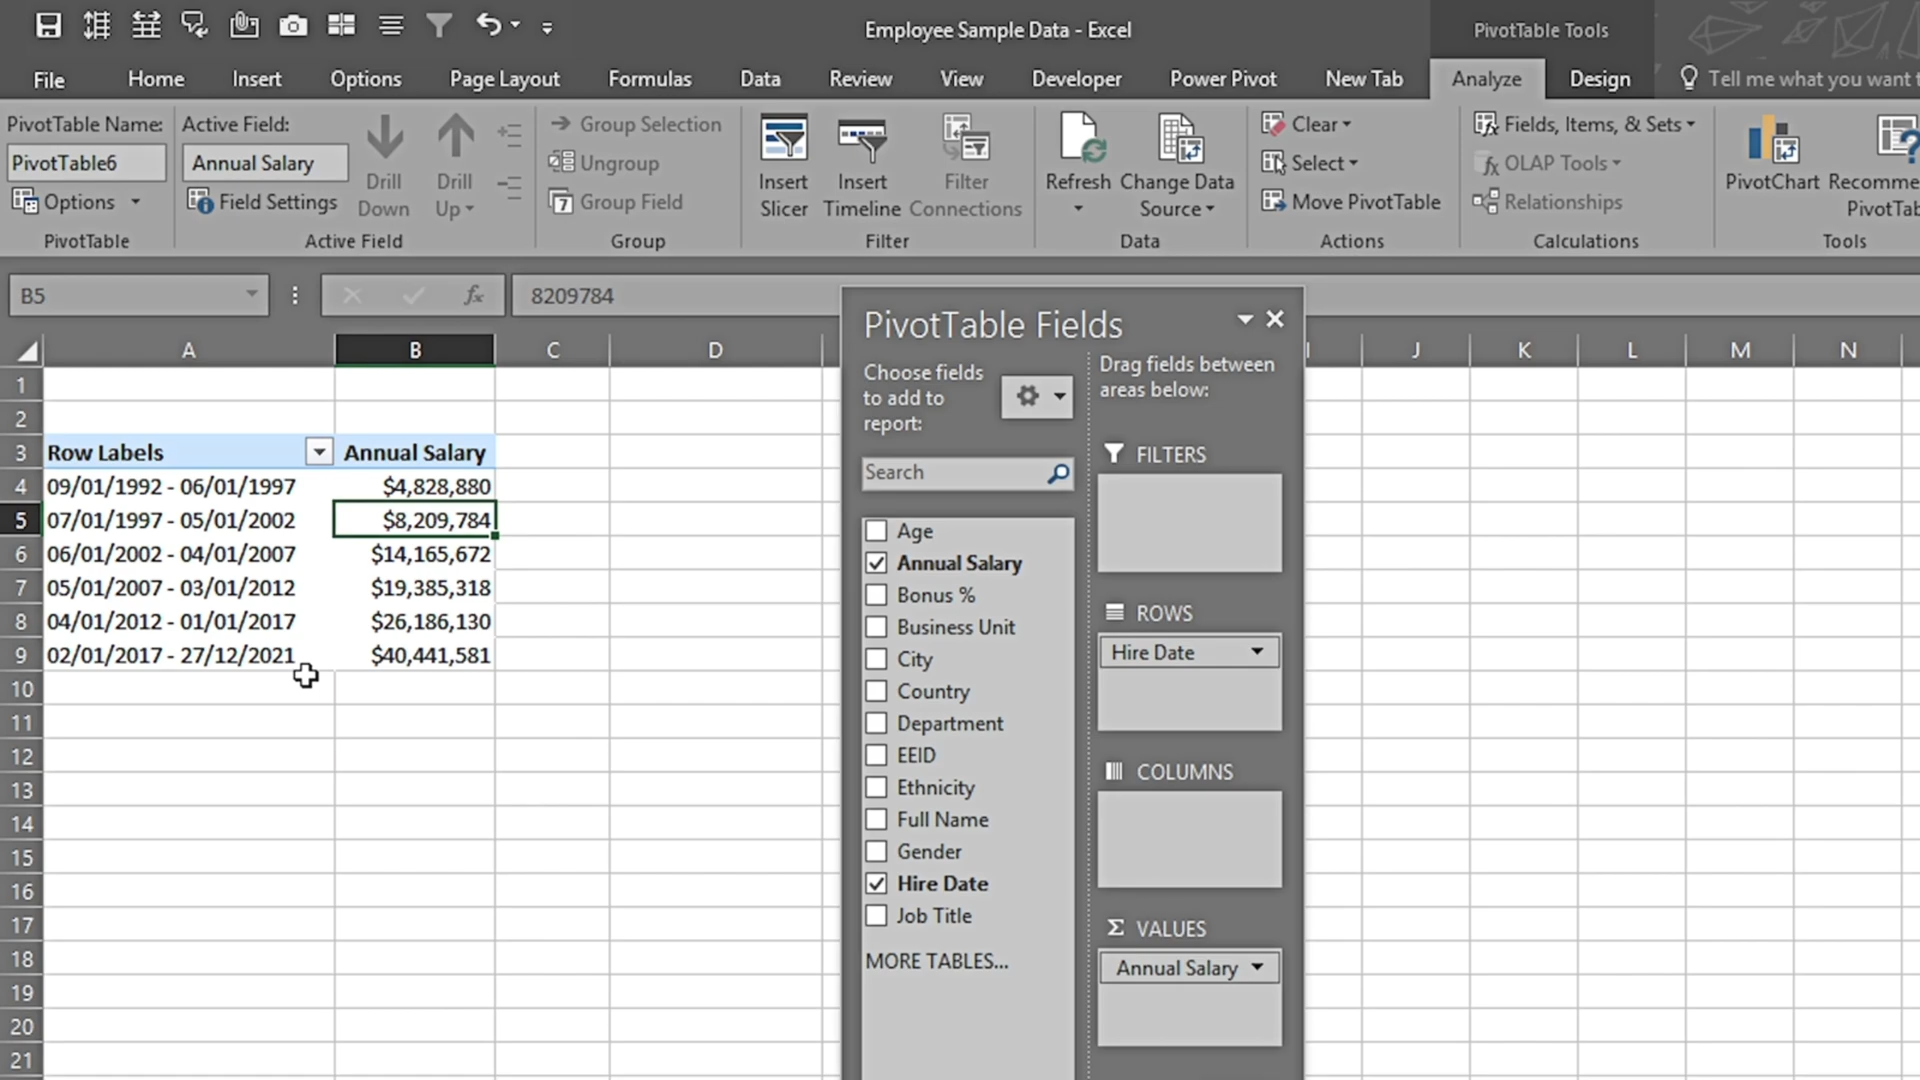 Employee Sample Data - Excel
PivotTable Tools
File Home Insert Options Page Layout Formulas Data Review View Developer Power Pivot New Tab Analyze Design Tell me what you want
PivotTable Name:
PivotTable6
Options
PivotTable
Active Field:
Annual Salary
Field Settings
Drill
Down
Drill
Up
Active Field
Group Selection
Ungroup
7 Group Field
Group
Insert
Slicer
Insert
Timeline
Filter
Connections
Filter
Refresh
Change Data
Source
Data
Clear
Select
Move PivotTable
Actions
Fields, Items, & Sets
OLAP Tools
Relationships
Calculations
PivotChart
Tools
B5
fx
8209784
A B C D J K L M N
1
2
3 Row Labels Annual Salary
4 09/01/1992 - 06/01/1997 $4,828,880
5 07/01/1997 - 05/01/2002 $8,209,784
6 06/01/2002 - 04/01/2007 $14,165,672
7 05/01/2007 - 03/01/2012 $19,385,318
8 04/01/2012 - 01/01/2017 $26,186,130
9 02/01/2017 - 27/12/2021 $40,441,581
10
11
12
13
14
15
16
17
18
19
20
21
PivotTable Fields
Choose fields
to add to
report:
Search
Age
Annual Salary
Bonus %
Business Unit
City
Country
Department
EEID
Ethnicity
Full Name
Gender
Hire Date
Job Title
MORE TABLES...
Drag fields between
areas below:
FILTERS
ROWS
Hire Date
COLUMNS
Σ VALUES
Annual Salary